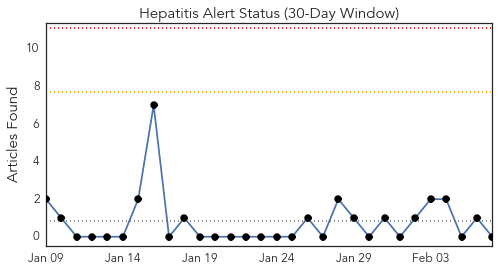 Hepatitis Alert Status (30-Day Window)
Articles Found
10
8
6
4
2
0
Jan 09 Jan 14 Jan 19 Jan 24 Jan 29 Feb 03